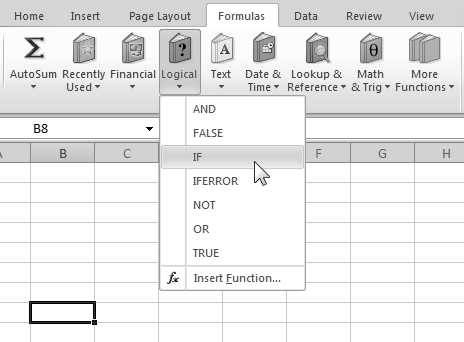 Home Insert Page Layout Formulas Data Review View
Σ ? A θ
AutoSum Recently Financial Logical Text Date & Lookup & Math More
Used Time Reference & Trig Functions
B8
AND
FALSE
IF
IFERROR
NOT
OR
TRUE
fx Insert Function...
A B C F G H